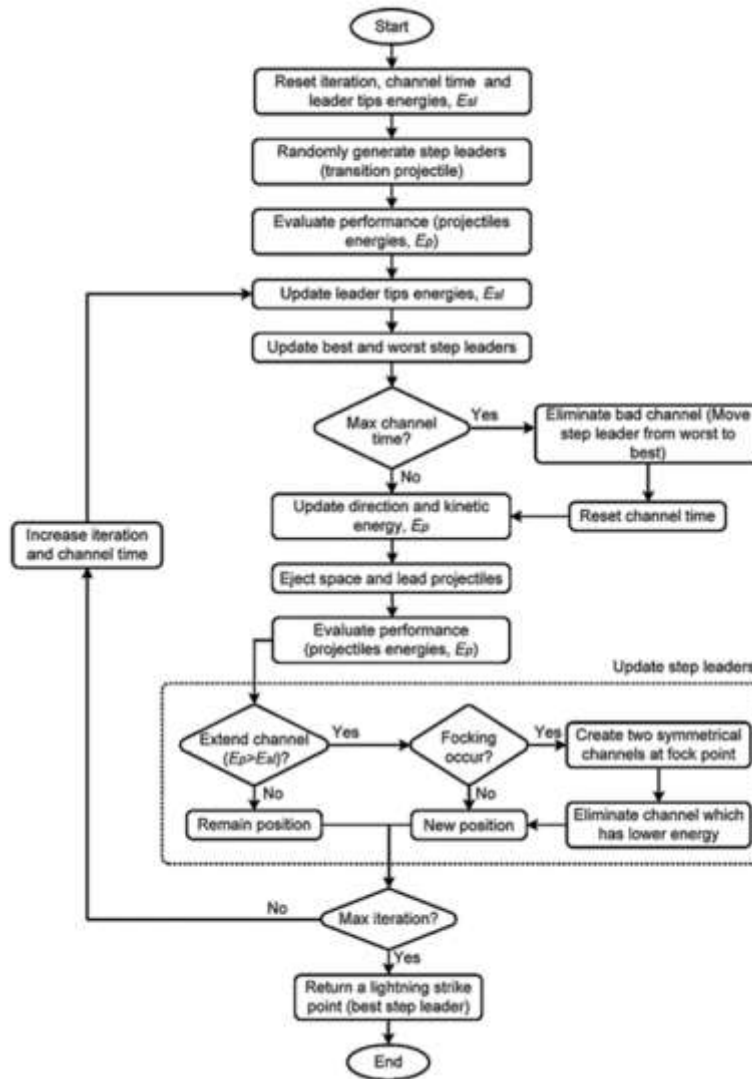 Start
Reset iteration, channel time and
leader tips energies, Esl
Randomly generate step leaders
(transition projectile)
Evaluate performance (projectiles
energies, Ep)
Update leader tips energies, Esl
Update best and worst step leaders
Max channel
time?
Yes
Eliminate bad channel (Move
step leader from worst to
best)
No
Reset channel time
Update direction and kinetic
energy, Ep
Increase iteration
and channel time
Eject space and lead projectiles
Evaluate performance
(projectiles energies, Ep)
Update step leaders
Extend channel
(Ep>Esl)?
Yes
Focking
occur?
Yes
Create two symmetrical
channels at fock point
No
No
Remain position
New position
Eliminate channel which
has lower energy
No
Max iteration?
Yes
Return a lightning strike
point (best step leader)
End